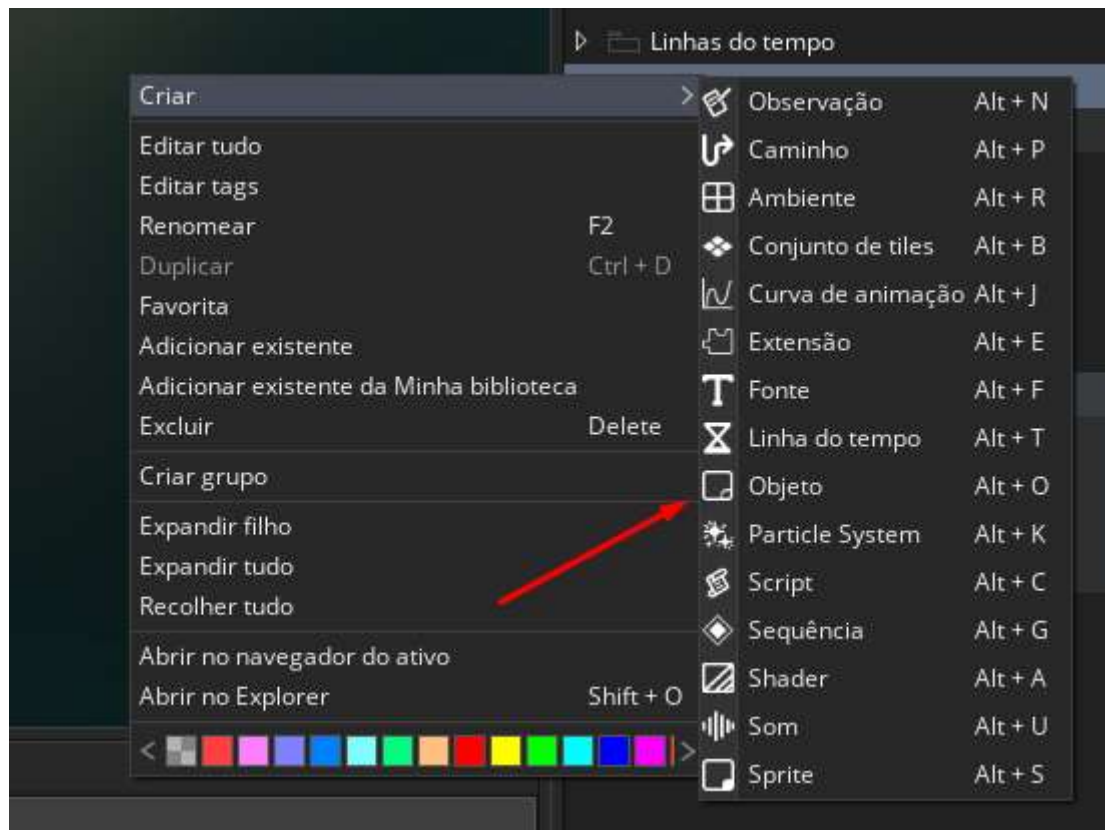 Linhas do tempo
Criar
Editar tudo
Editar tags
Renomear F2
Duplicar Ctrl + D
Favorita
Adicionar existente
Adicionar existente da Minha biblioteca
Excluir Delete
Criar grupo
Expandir filho
Expandir tudo
Recolher tudo
Abrir no navegador do ativo
Abrir no Explorer Shift + O
Observação Alt + N
Caminho Alt + P
Ambiente Alt + R
Conjunto de tiles Alt + B
Curva de animação Alt + J
Extensão Alt + E
Fonte Alt + F
Linha do tempo Alt + T
Objeto Alt + O
Particle System Alt + K
Script Alt + C
Sequência Alt + G
Shader Alt + A
Som Alt + U
Sprite Alt + S